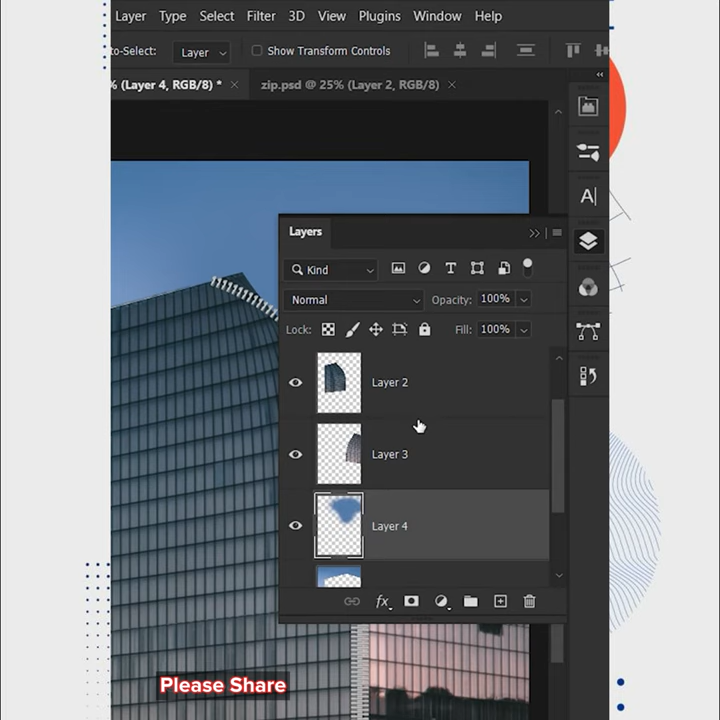 Layer Type Select Filter 3D View Plugins Window Help
to-Select: Layer Show Transform Controls
% (Layer 4, RGB/8) * × zip.psd @ 25% (Layer 2, RGB/8) ×
A
Layers
Kind T
Normal Opacity: 100%
Lock: Fill: 100%
Layer 2
Layer 3
Layer 4
fx
Please Share